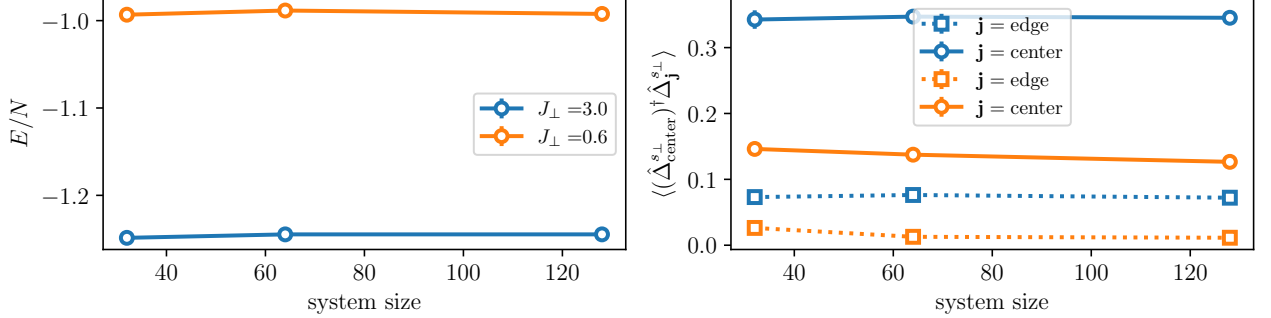 −1.0
−1.1
−1.2
E/N
40 60 80 100 120
system size
J⊥ =3.0
J⊥ =0.6
0.3
0.2
0.1
0.0
⟨(Δ̂^{s⊥}_{center})^† Δ̂^{s⊥}_{j}⟩
40 60 80 100 120
system size
j = edge
j = center
j = edge
j = center